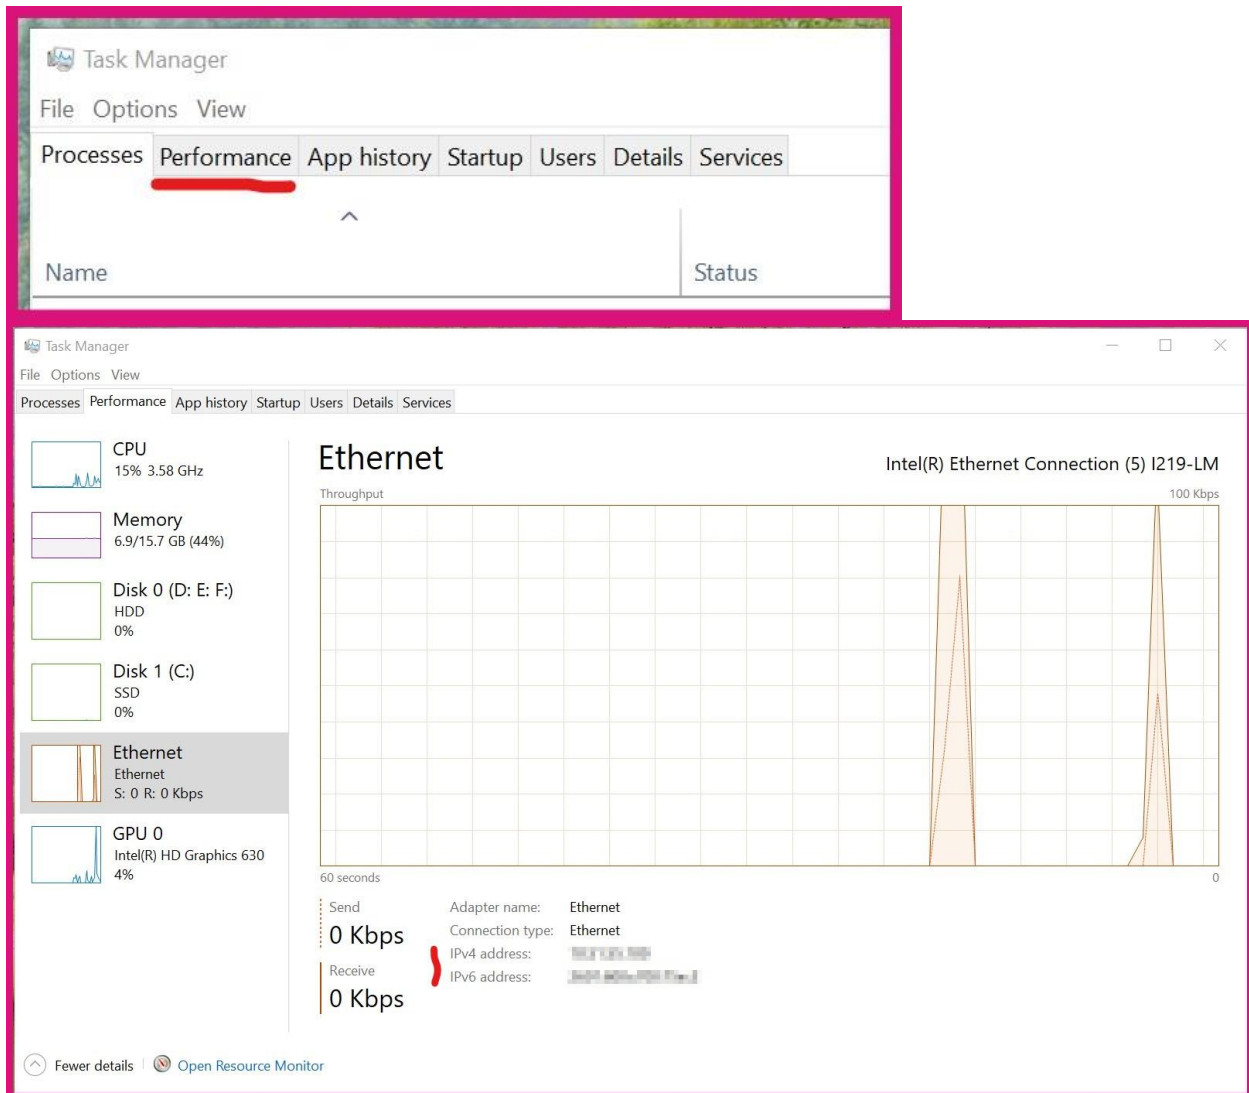 Task Manager
File Options View
Processes Performance App history Startup Users Details Services
Name Status
Task Manager
File Options View
Processes Performance App history Startup Users Details Services
CPU
15% 3.58 GHz
Memory
6.9/15.7 GB (44%)
Disk 0 (D: E: F:)
HDD
0%
Disk 1 (C:)
SSD
0%
Ethernet
Ethernet
S: 0 R: 0 Kbps
GPU 0
Intel(R) HD Graphics 630
4%
Ethernet
Intel(R) Ethernet Connection (5) I219-LM
Throughput
100 Kbps
60 seconds
0
Send
0 Kbps
Receive
0 Kbps
Adapter name: Ethernet
Connection type: Ethernet
IPv4 address:
IPv6 address:
Fewer details
Open Resource Monitor